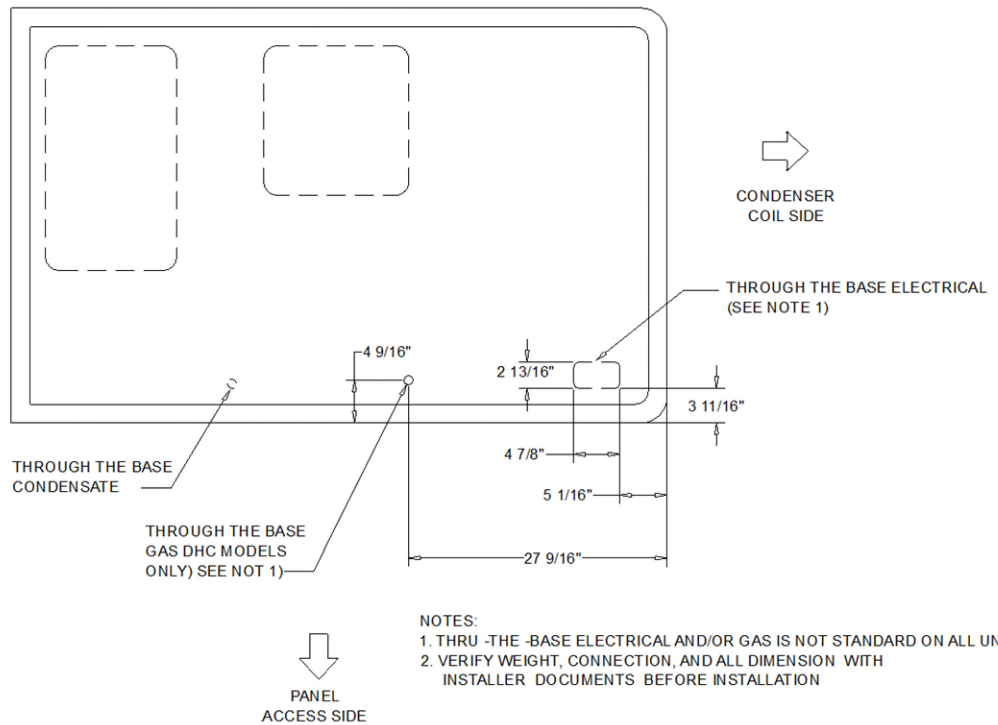 CONDENSER
COIL SIDE
THROUGH THE BASE ELECTRICAL
(SEE NOTE 1)
4 9/16"
2 13/16"
3 11/16"
4 7/8"
5 1/16"
27 9/16"
THROUGH THE BASE
CONDENSATE
THROUGH THE BASE
GAS DHC MODELS
ONLY) SEE NOT 1)
NOTES:
1. THRU -THE -BASE ELECTRICAL AND/OR GAS IS NOT STANDARD ON ALL UN
2. VERIFY WEIGHT, CONNECTION, AND ALL DIMENSION WITH
INSTALLER DOCUMENTS BEFORE INSTALLATION
PANEL
ACCESS SIDE